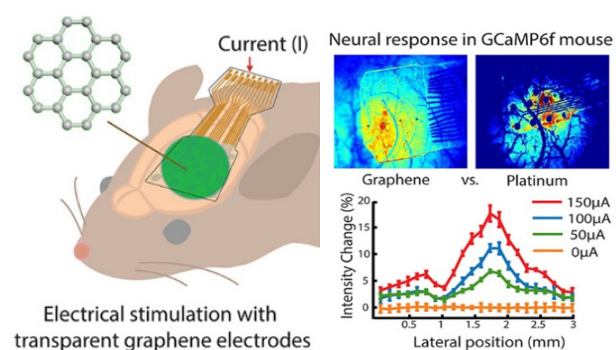 Current (I)
Electrical stimulation with
transparent graphene electrodes
Neural response in GCaMP6f mouse
Graphene vs. Platinum
Intensity Change (%)
20
15
10
5
0
150µA
100µA
50µA
0µA
0.5 1 1.5 2 2.5 3
Lateral position (mm)